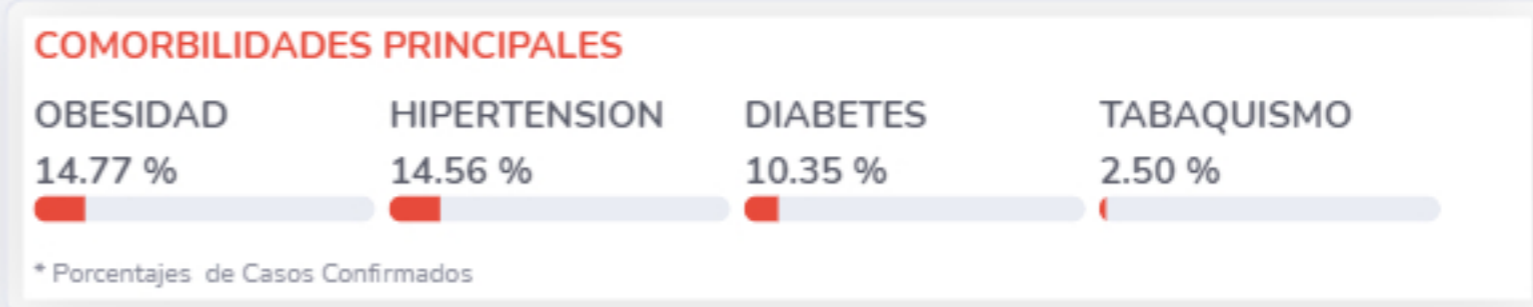 COMORBILIDADES PRINCIPALES
OBESIDAD HIPERTENSION DIABETES TABAQUISMO
14.77 % 14.56 % 10.35 % 2.50 %
* Porcentajes de Casos Confirmados